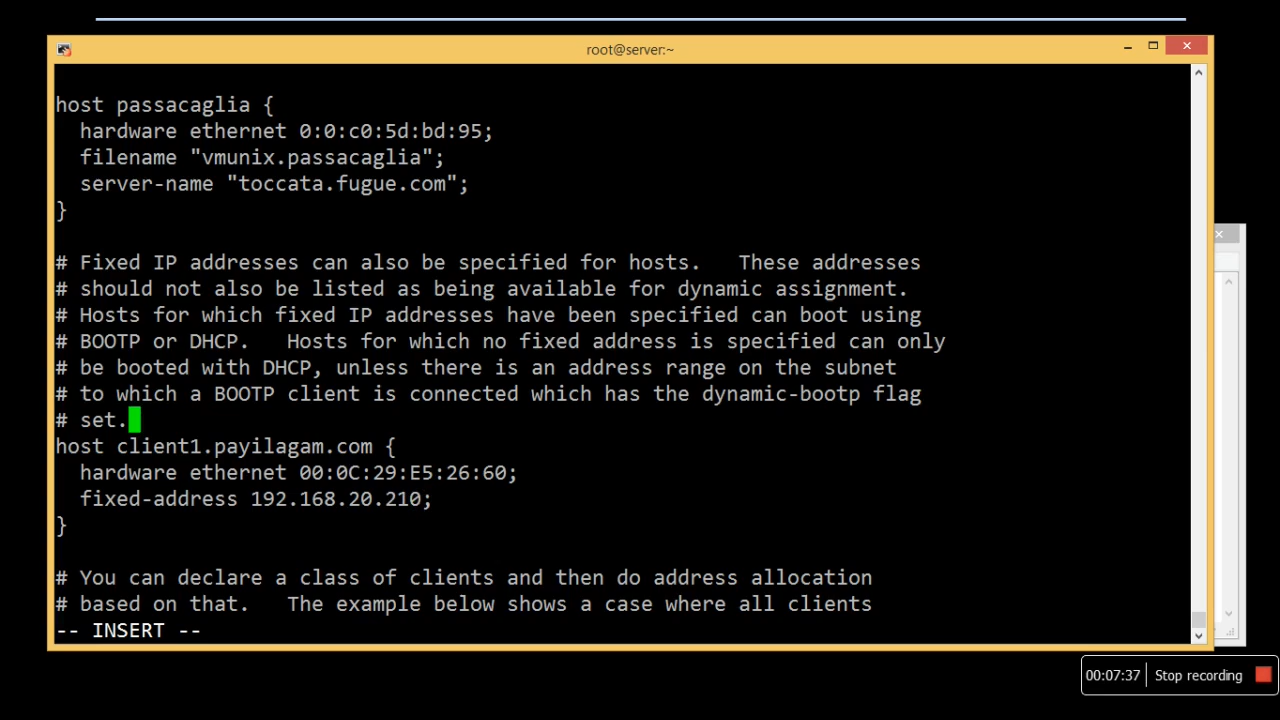 root@server:~
host passacaglia {
  hardware ethernet 0:0:c0:5d:bd:95;
  filename "vmunix.passacaglia";
  server-name "toccata.fugue.com";
}
# Fixed IP addresses can also be specified for hosts.   These addresses
# should not also be listed as being available for dynamic assignment.
# Hosts for which fixed IP addresses have been specified can boot using
# BOOTP or DHCP.   Hosts for which no fixed address is specified can only
# be booted with DHCP, unless there is an address range on the subnet
# to which a BOOTP client is connected which has the dynamic-bootp flag
# set.
host client1.payilagam.com {
  hardware ethernet 00:0C:29:E5:26:60;
  fixed-address 192.168.20.210;
}
# You can declare a class of clients and then do address allocation
# based on that.   The example below shows a case where all clients
-- INSERT --
00:07:37 Stop recording